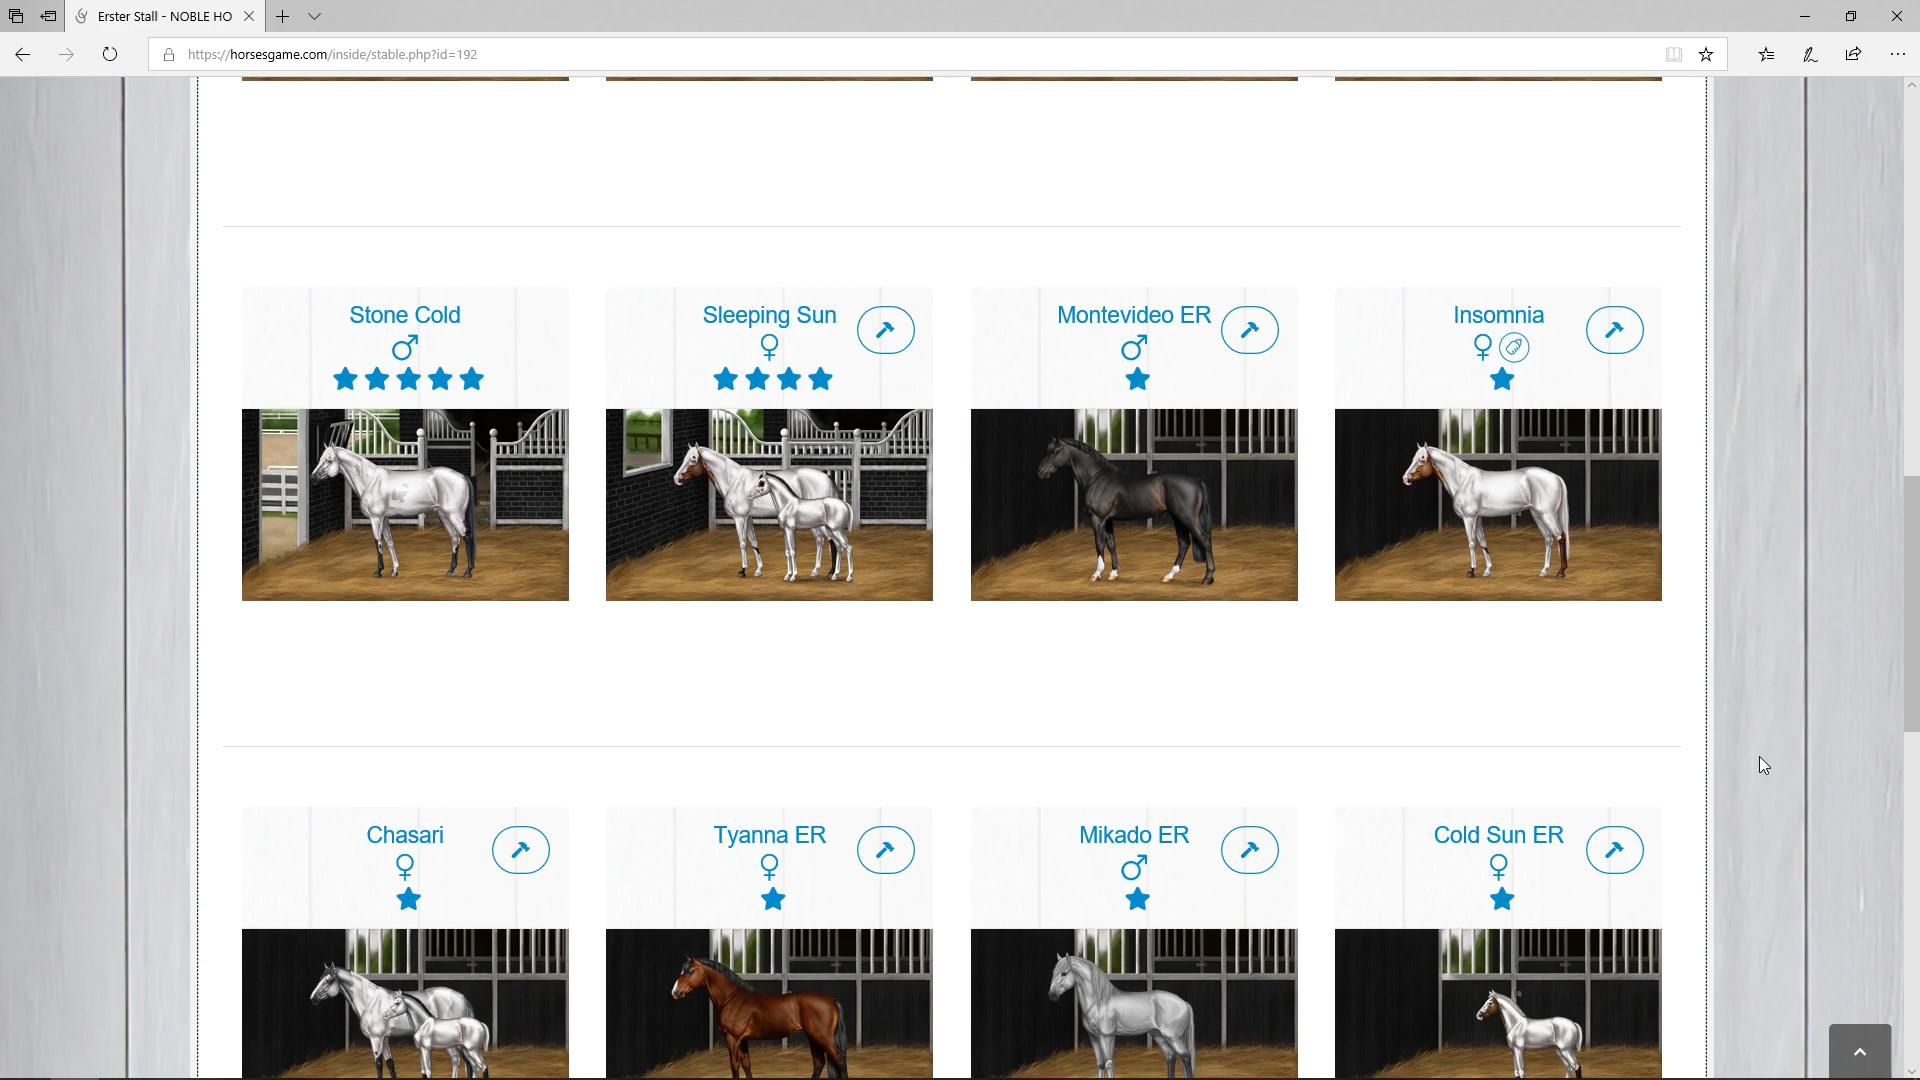 Erster Stall - NOBLE HO
https://horsesgame.com/inside/stable.php?id=192
Stone Cold
Sleeping Sun
Montevideo ER
Insomnia
Chasari
Tyanna ER
Mikado ER
Cold Sun ER